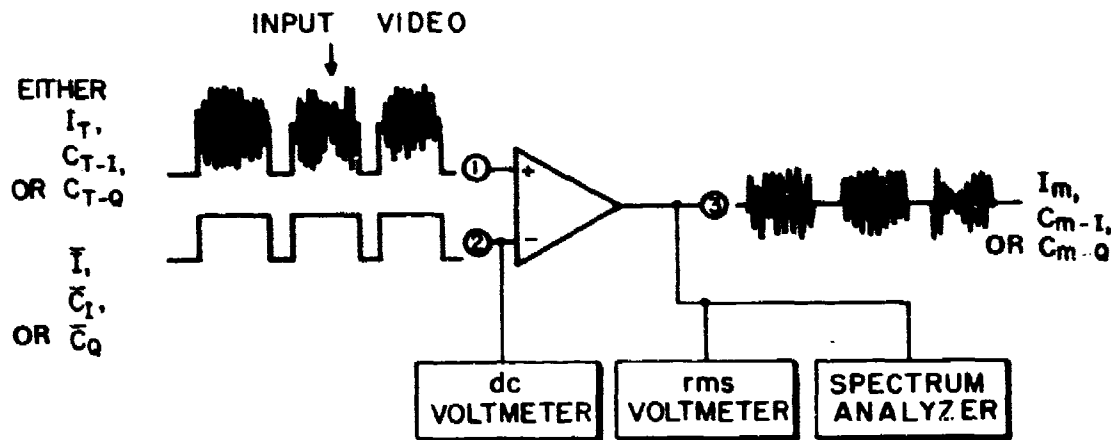 INPUT VIDEO
EITHER
I_T,
C_T-I,
OR C_T-Q
Ī,
C̄_I,
OR C̄_Q
①
+
②
−
③
I_m,
C_m-I,
OR C_m-Q
dc
VOLTMETER
rms
VOLTMETER
SPECTRUM
ANALYZER